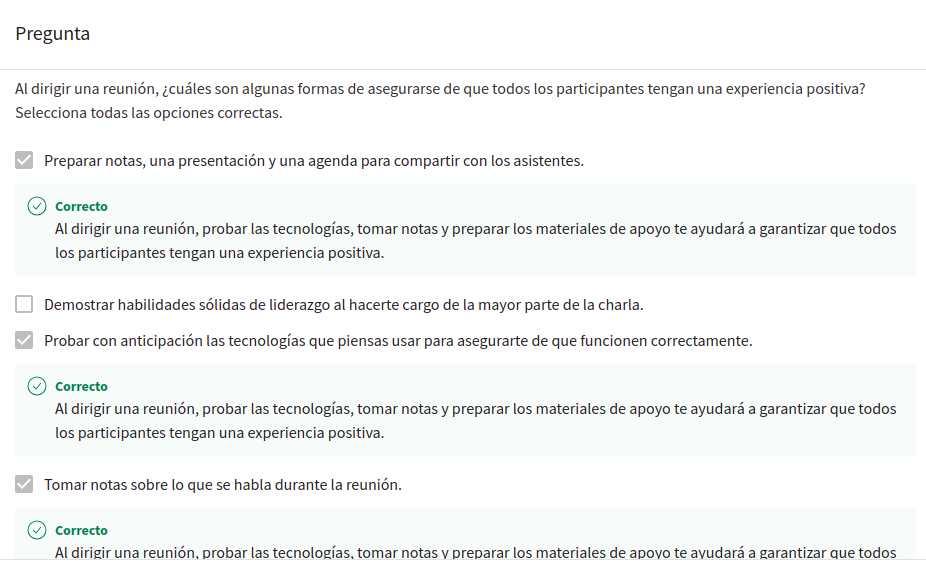 Pregunta
Al dirigir una reunión, ¿cuáles son algunas formas de asegurarse de que todos los participantes tengan una experiencia positiva?
Selecciona todas las opciones correctas.
Preparar notas, una presentación y una agenda para compartir con los asistentes.
Correcto
Al dirigir una reunión, probar las tecnologías, tomar notas y preparar los materiales de apoyo te ayudará a garantizar que todos
los participantes tengan una experiencia positiva.
Demostrar habilidades sólidas de liderazgo al hacerte cargo de la mayor parte de la charla.
Probar con anticipación las tecnologías que piensas usar para asegurarte de que funcionen correctamente.
Correcto
Al dirigir una reunión, probar las tecnologías, tomar notas y preparar los materiales de apoyo te ayudará a garantizar que todos
los participantes tengan una experiencia positiva.
Tomar notas sobre lo que se habla durante la reunión.
Correcto
Al dirigir una reunión, probar las tecnologías, tomar notas y preparar los materiales de apoyo te ayudará a garantizar que todos